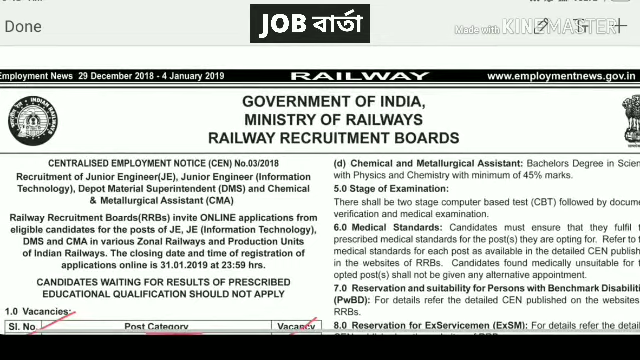 JOB বার্তা
Done
Made with KINEMASTER
Employment News 29 December 2018 - 4 January 2019
RAILWAY
www.employmentnews.gov.in
INDIAN RAILWAYS
GOVERNMENT OF INDIA,
MINISTRY OF RAILWAYS
RAILWAY RECRUITMENT BOARDS
CENTRALISED EMPLOYMENT NOTICE (CEN) No.03/2018
Recruitment of Junior Engineer(JE), Junior Engineer (Information
Technology), Depot Material Superintendent (DMS) and Chemical
& Metallurgical Assistant (CMA)
Railway Recruitment Boards(RRBs) invite ONLINE applications from
eligible candidates for the posts of JE, JE (Information Technology),
DMS and CMA in various Zonal Railways and Production Units
of Indian Railways. The closing date and time of registration of
applications online is 31.01.2019 at 23:59 hrs.
CANDIDATES WAITING FOR RESULTS OF PRESCRIBED
EDUCATIONAL QUALIFICATION SHOULD NOT APPLY
1.0 Vacancies:
Sl. No. Post Category Vacancy
(d) Chemical and Metallurgical Assistant: Bachelors Degree in Scien
with Physics and Chemistry with minimum of 45% marks.
5.0 Stage of Examination:
There shall be two stage computer based test (CBT) followed by docume
verification and medical examination.
6.0 Medical Standards: Candidates must ensure that they fulfil t
prescribed medical standards for the post(s) they are opting for. Refer to
medical standards for each post as available in the detailed CEN publish
in the websites of RRBs. Candidates found medically unsuitable for t
opted post(s) shall not be given any alternative appointment.
7.0 Reservation and suitability for Persons with Benchmark Disabiliti
(PwBD): For details refer the detailed CEN published on the websites
RRBs.
8.0 Reservation for ExServicemen (ExSM): For details refer the detai